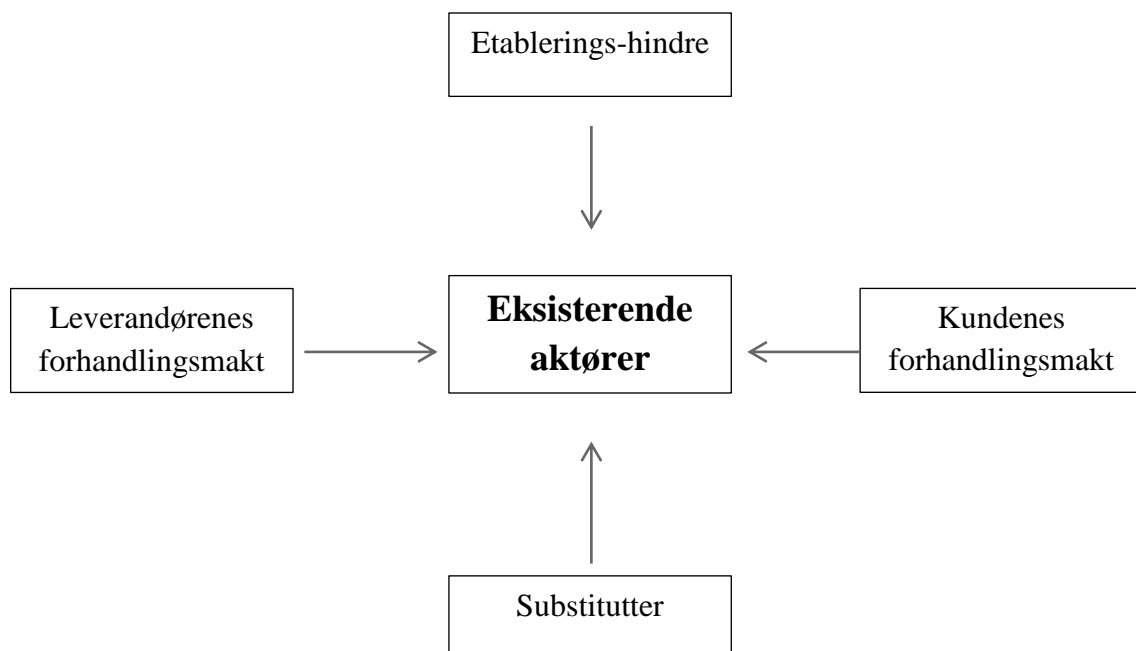 Etablerings-hindre
Leverandørenes
forhandlingsmakt
Eksisterende
aktører
Kundenes
forhandlingsmakt
Substitutter